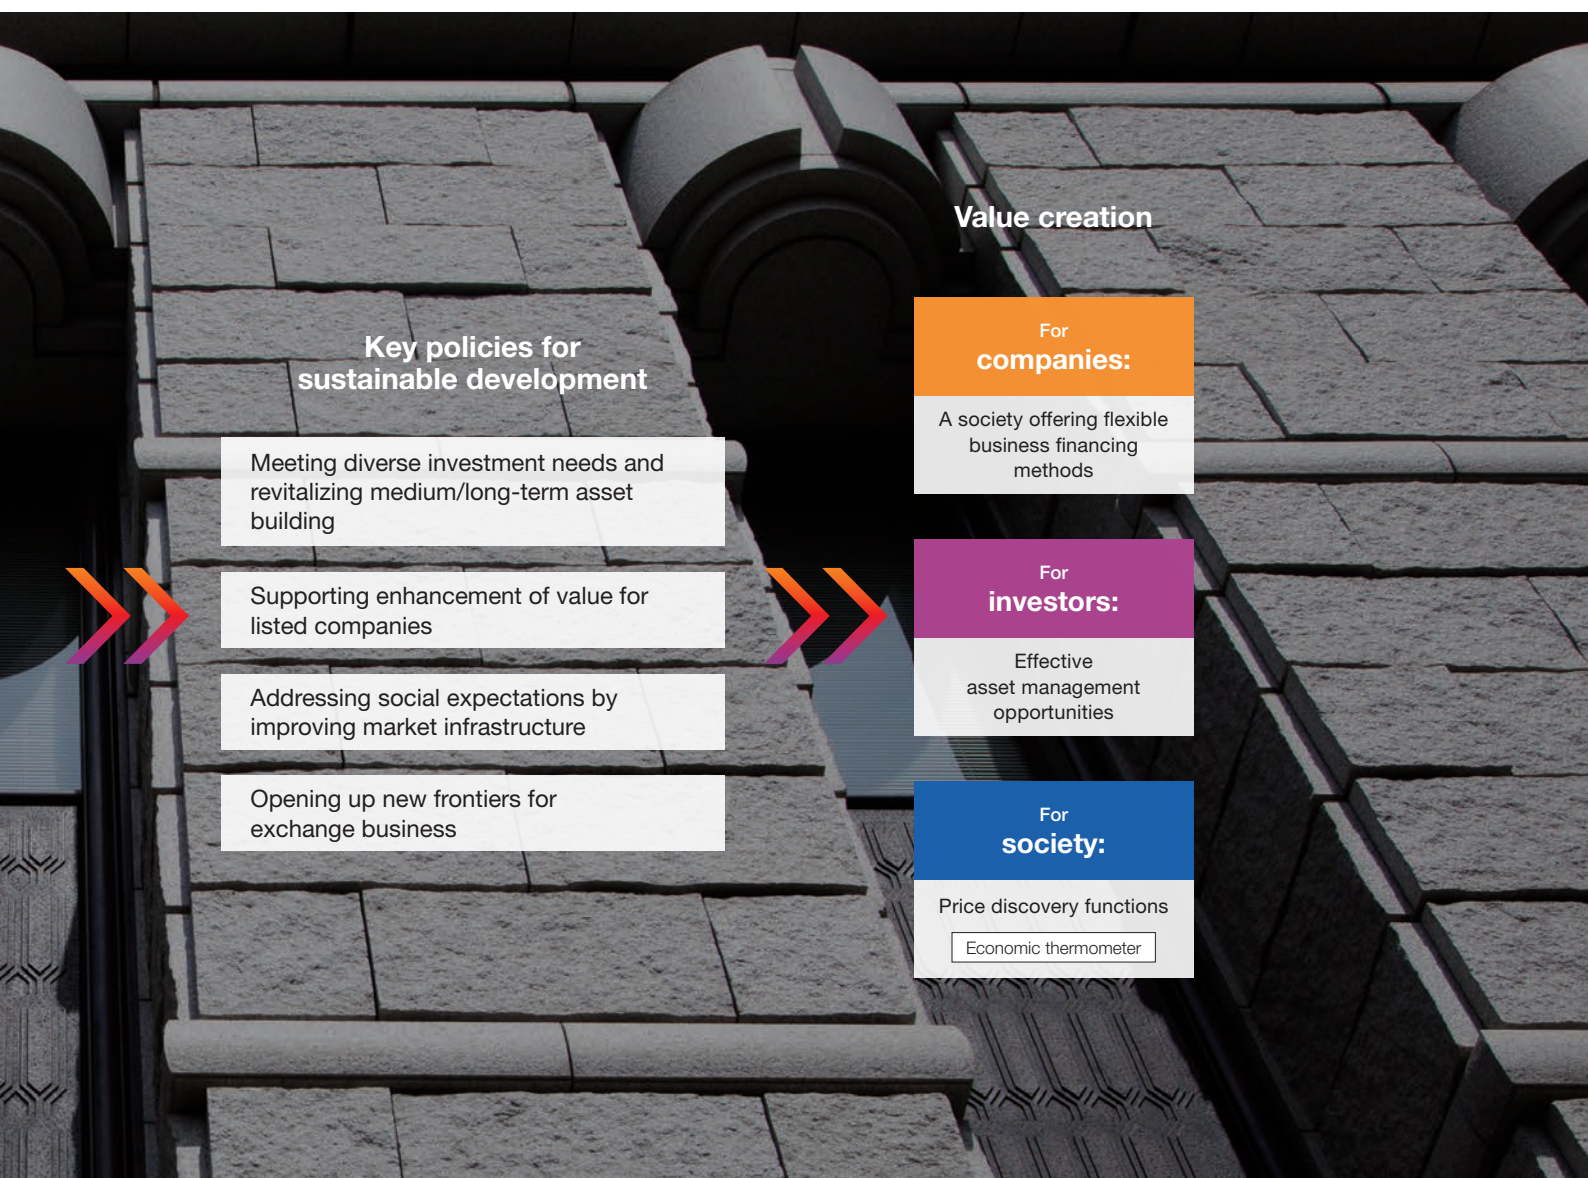 Key policies for
sustainable development
Meeting diverse investment needs and
revitalizing medium/long-term asset
building
Supporting enhancement of value for
listed companies
Addressing social expectations by
improving market infrastructure
Opening up new frontiers for
exchange business
Value creation
For
companies:
A society offering flexible
business financing
methods
For
investors:
Effective
asset management
opportunities
For
society:
Price discovery functions
Economic thermometer